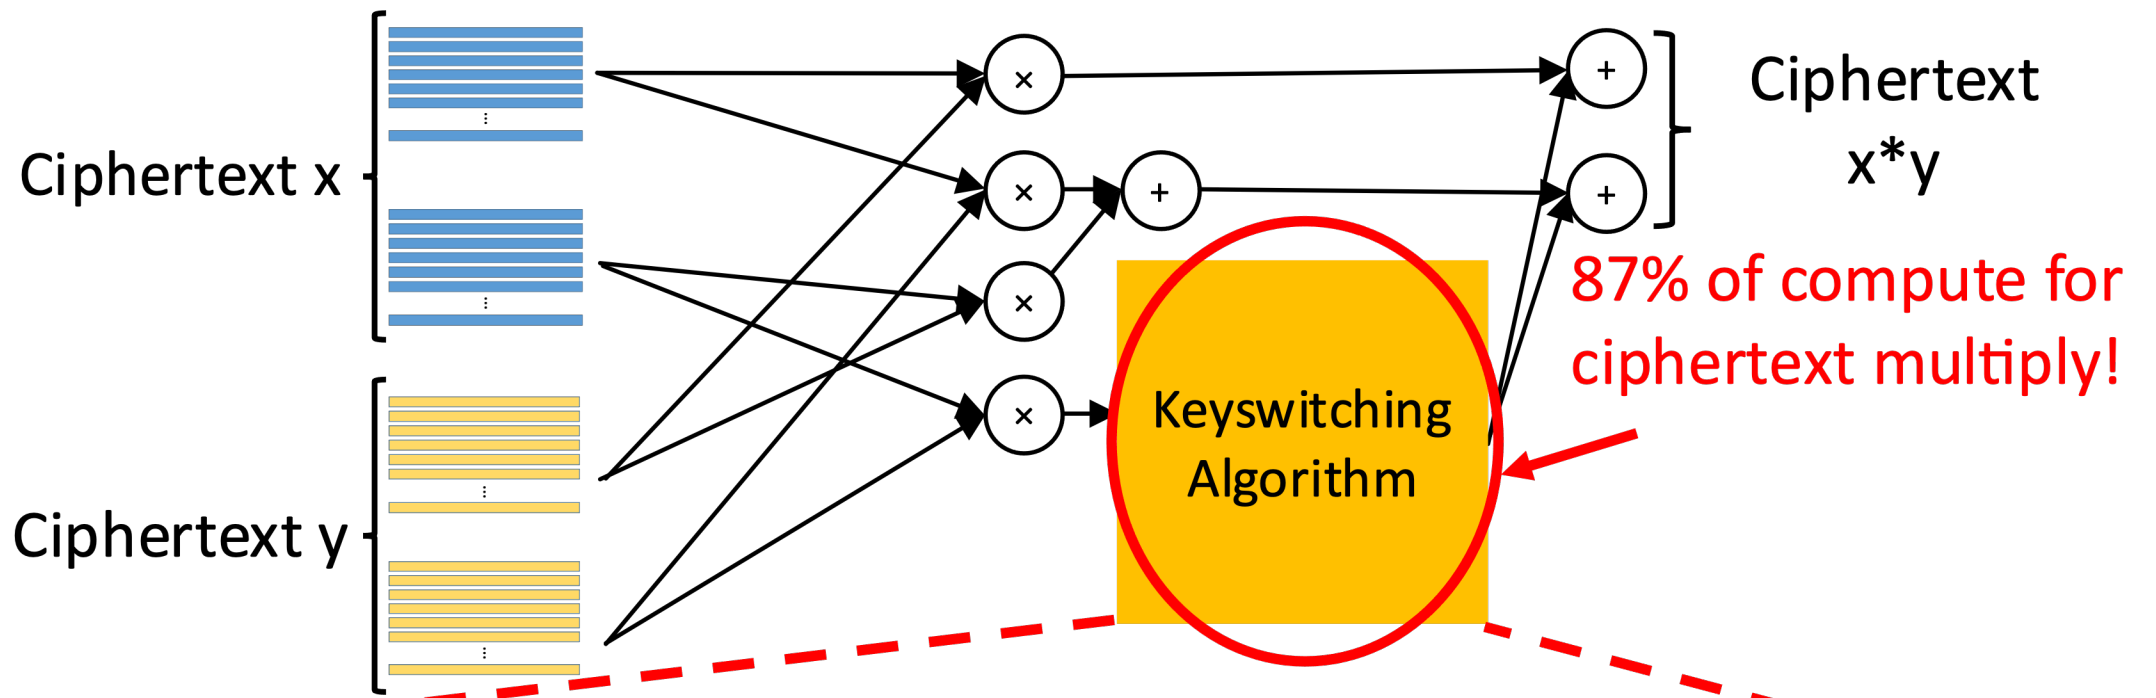 Ciphertext x
Ciphertext y
×
×
×
×
+
+
+
Keyswitching
Algorithm
Ciphertext
x*y
87% of compute for
ciphertext multiply!